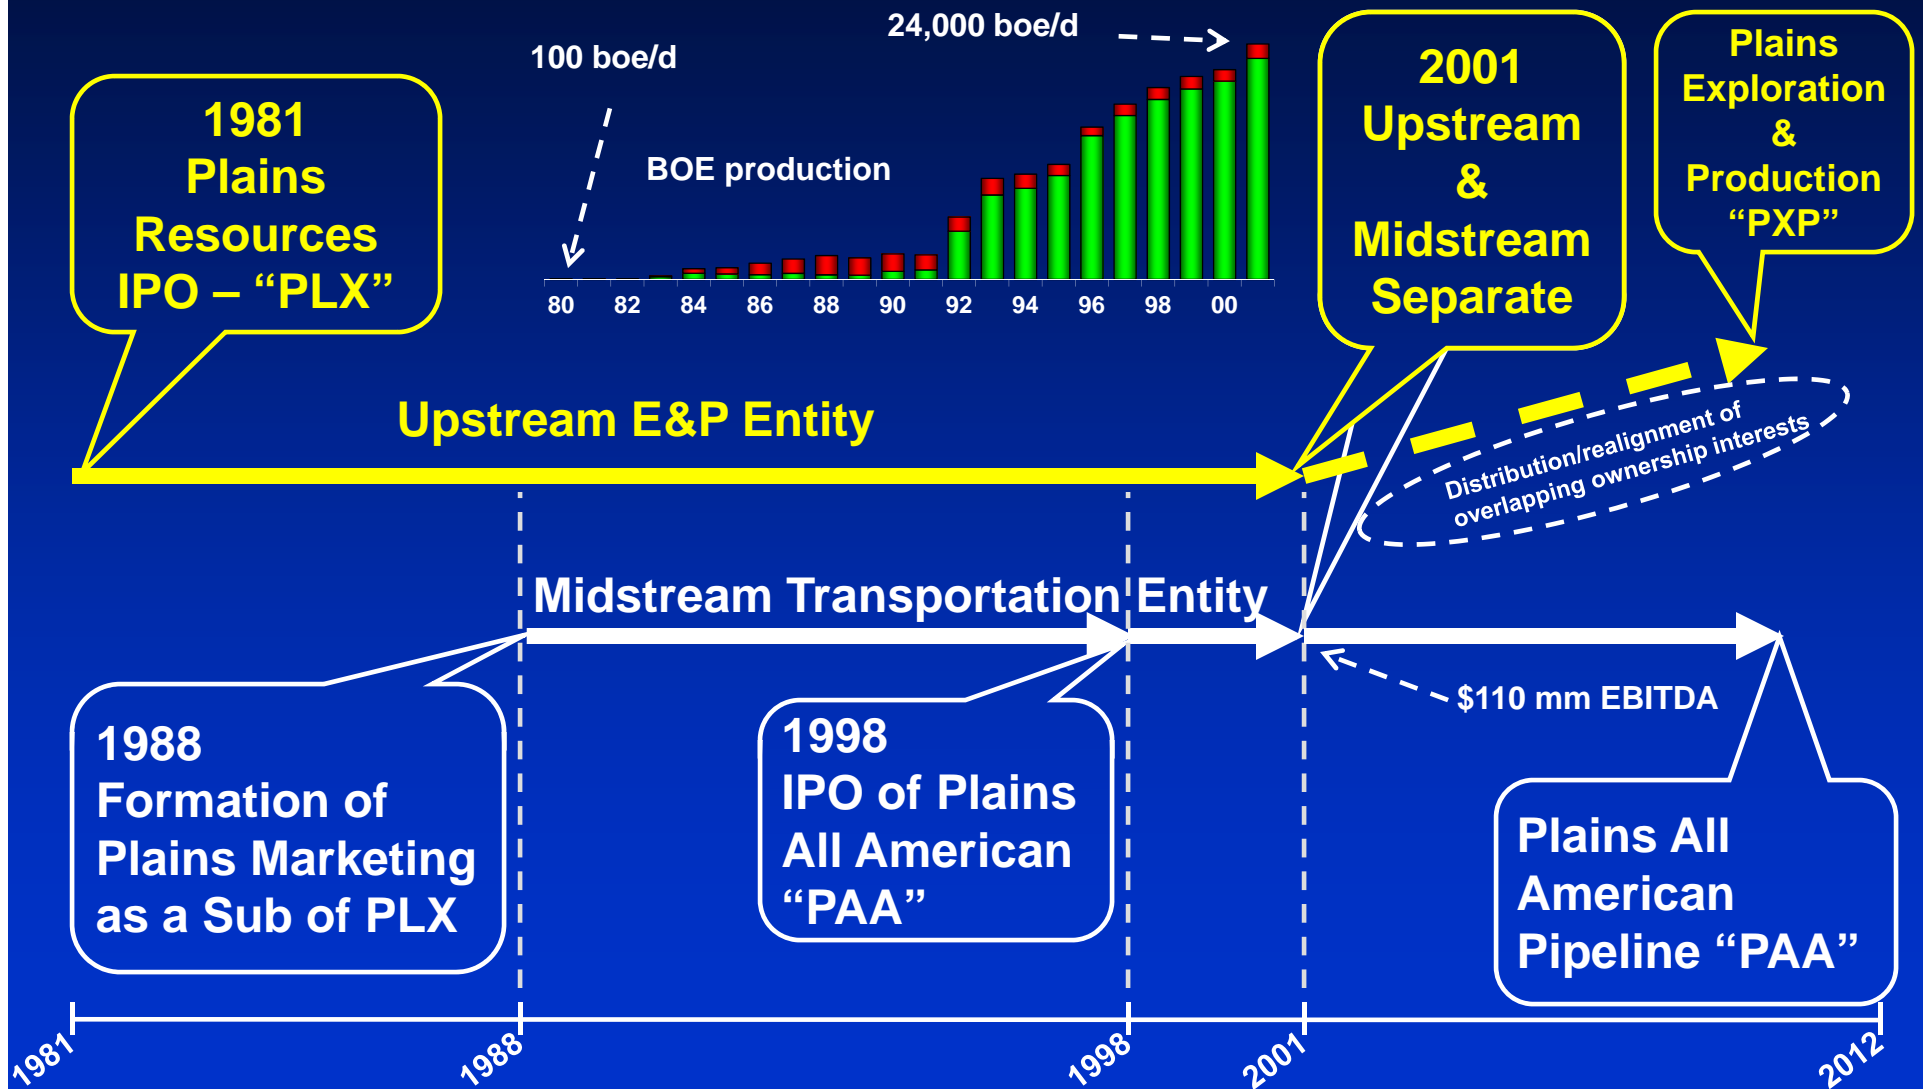 24,000 boe/d
100 boe/d
BOE production
80 82 84 86 88 90 92 94 96 98 00
1981
Plains
Resources
IPO – “PLX”
2001
Upstream
&
Midstream
Separate
Plains
Exploration
&
Production
“PXP”
Upstream E&P Entity
Distribution/realignment of
overlapping ownership interests
Midstream Transportation Entity
$110 mm EBITDA
1988
Formation of
Plains Marketing
as a Sub of PLX
1998
IPO of Plains
All American
“PAA”
Plains All
American
Pipeline “PAA”
1981
1988
1998
2001
2012